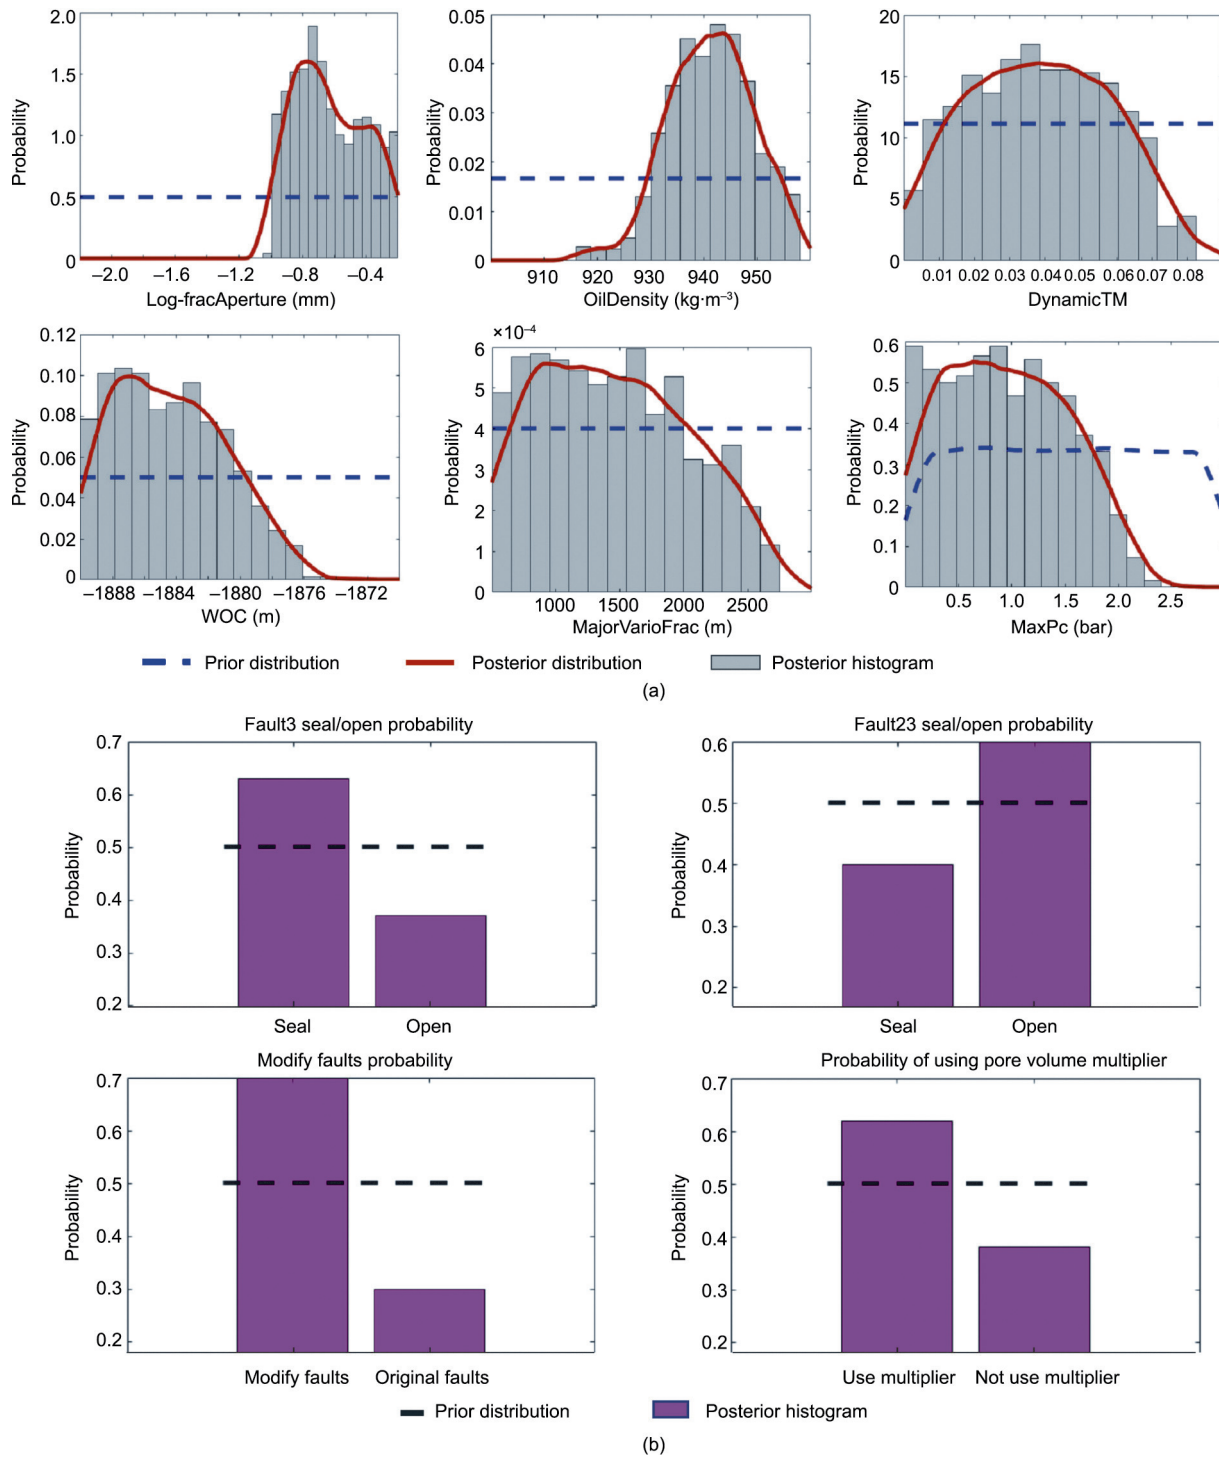 2.0
1.5
1.0
0.5
0
Probability
−2.0 −1.6 −1.2 −0.8 −0.4
Log-fracAperture (mm)
0.05
0.04
0.03
0.02
0.01
0
Probability
910 920 930 940 950
OilDensity (kg·m⁻³)
20
15
10
5
0
Probability
0.01 0.02 0.03 0.04 0.05 0.06 0.07 0.08
DynamicTM
0.12
0.10
0.08
0.06
0.04
0.02
0
Probability
−1888 −1884 −1880 −1876 −1872
WOC (m)
×10⁻⁴
6
5
4
3
2
1
0
Probability
1000 1500 2000 2500
MajorVarioFrac (m)
0.6
0.5
0.4
0.3
0.2
0.1
0
Probability
0.5 1.0 1.5 2.0 2.5
MaxPc (bar)
Prior distribution Posterior distribution Posterior histogram
(a)
Fault3 seal/open probability
0.7
0.6
0.5
0.4
0.3
0.2
Probability
Seal Open
Fault23 seal/open probability
0.6
0.5
0.4
0.3
0.2
Probability
Seal Open
Modify faults probability
0.7
0.6
0.5
0.4
0.3
0.2
Probability
Modify faults Original faults
Probability of using pore volume multiplier
0.7
0.6
0.5
0.4
0.3
0.2
Probability
Use multiplier Not use multiplier
Prior distribution Posterior histogram
(b)